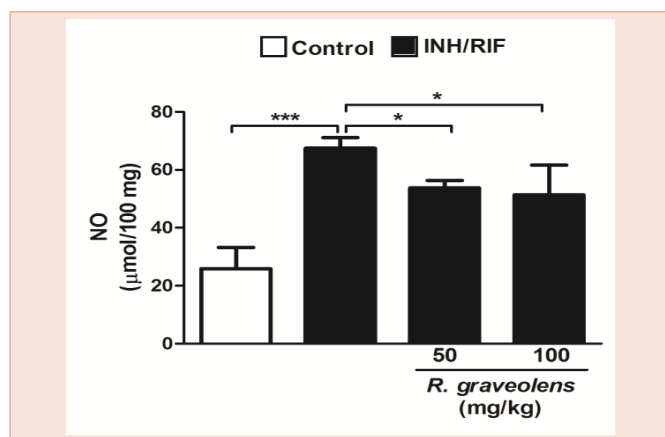 Control INH/RIF
*
*** *
80
60
40
20
0
NO
(μmol/100 mg)
50 100
R. graveolens
(mg/kg)